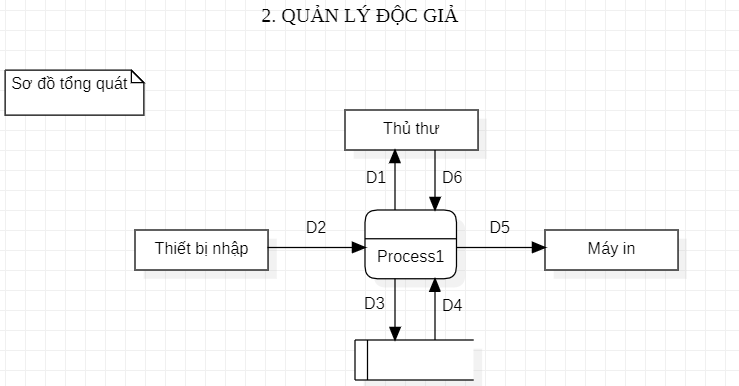 2. QUẢN LÝ ĐỘC GIẢ
Sơ đồ tổng quát
Thủ thư
D1
D6
Thiết bị nhập
D2
Process1
D5
Máy in
D3
D4